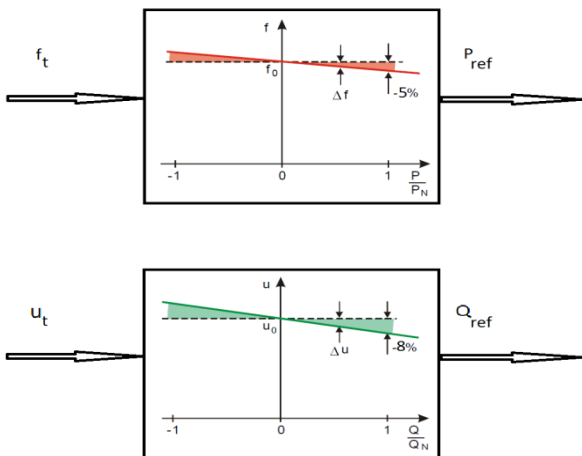 f_t
f
P_ref
f_0
Δf
-5%
-1
0
1
P
P_N
u_t
u
Q_ref
u_0
Δu
-8%
-1
0
1
Q
Q_N